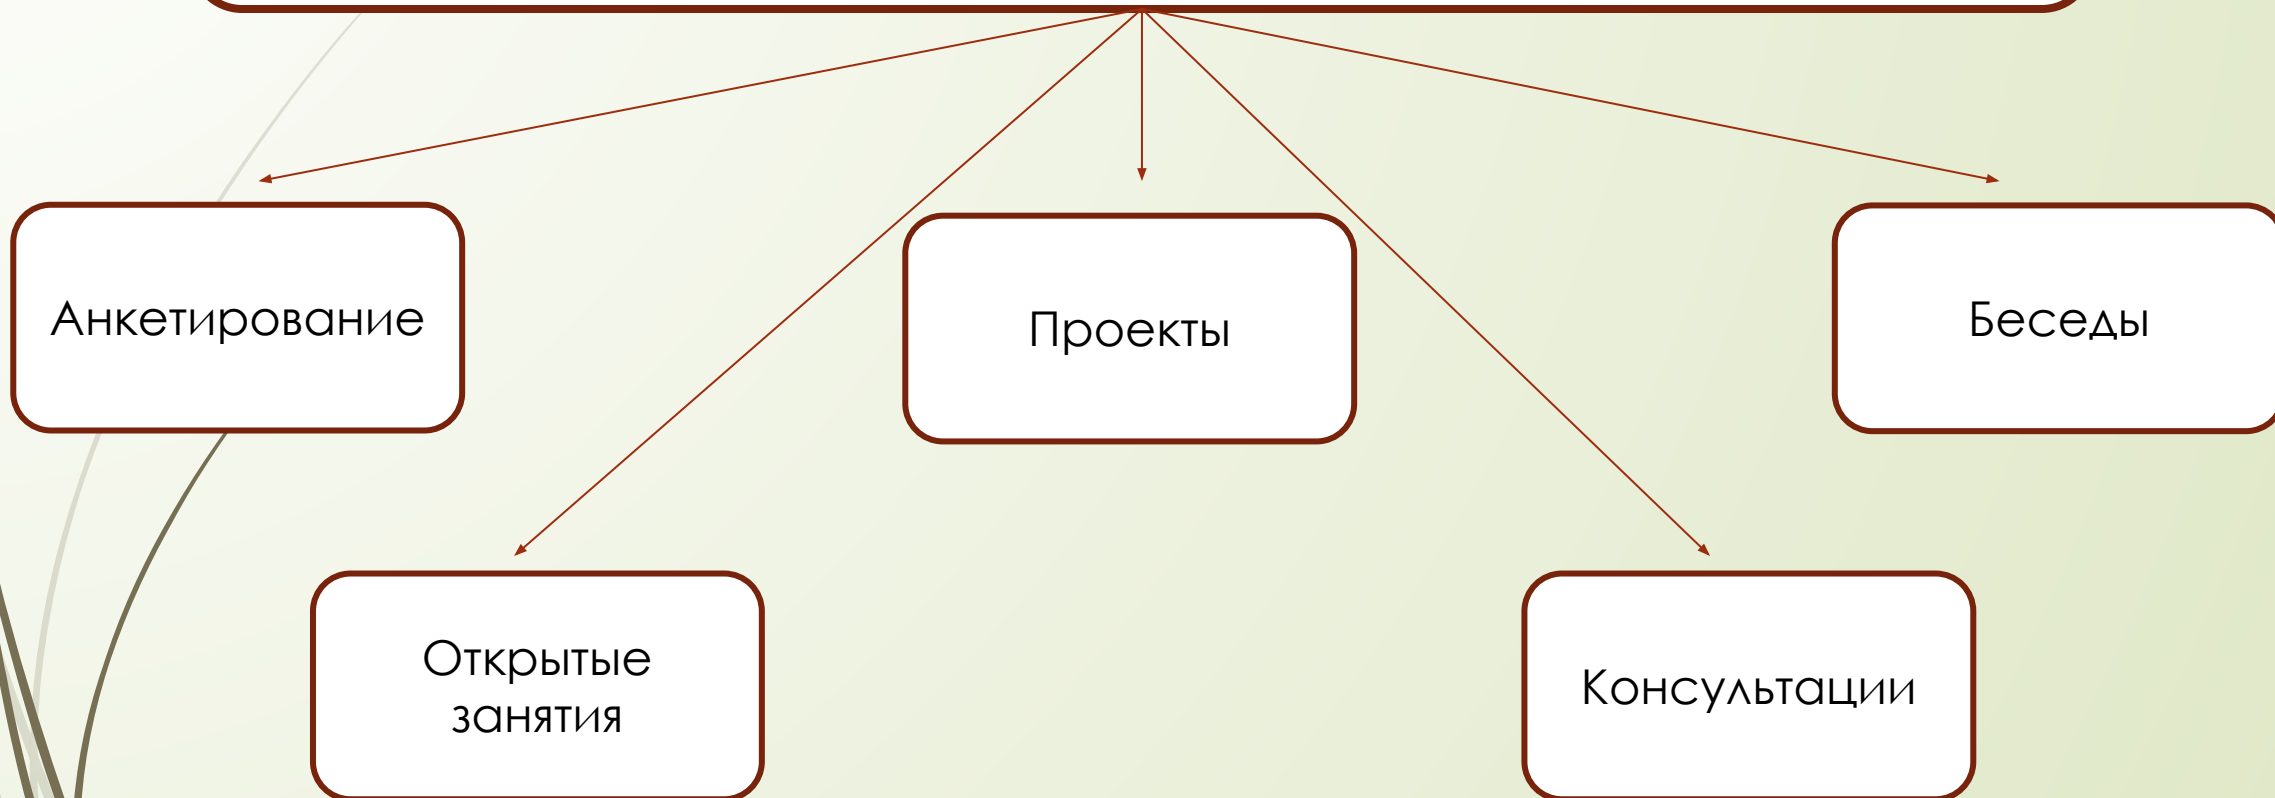 Анкетирование
Проекты
Беседы
Открытые
занятия
Консультации